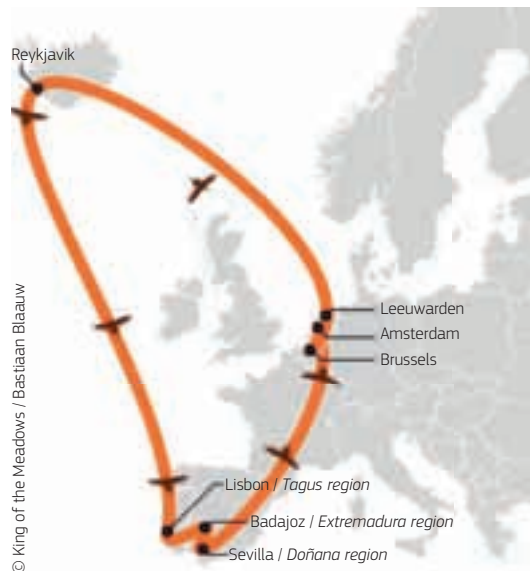 Reykjavik
Leeuwarden
Amsterdam
Brussels
Lisbon / Tagus region
Badajoz / Extremadura region
Sevilla / Doñana region
© King of the Meadows / Bastiaan Blaauw